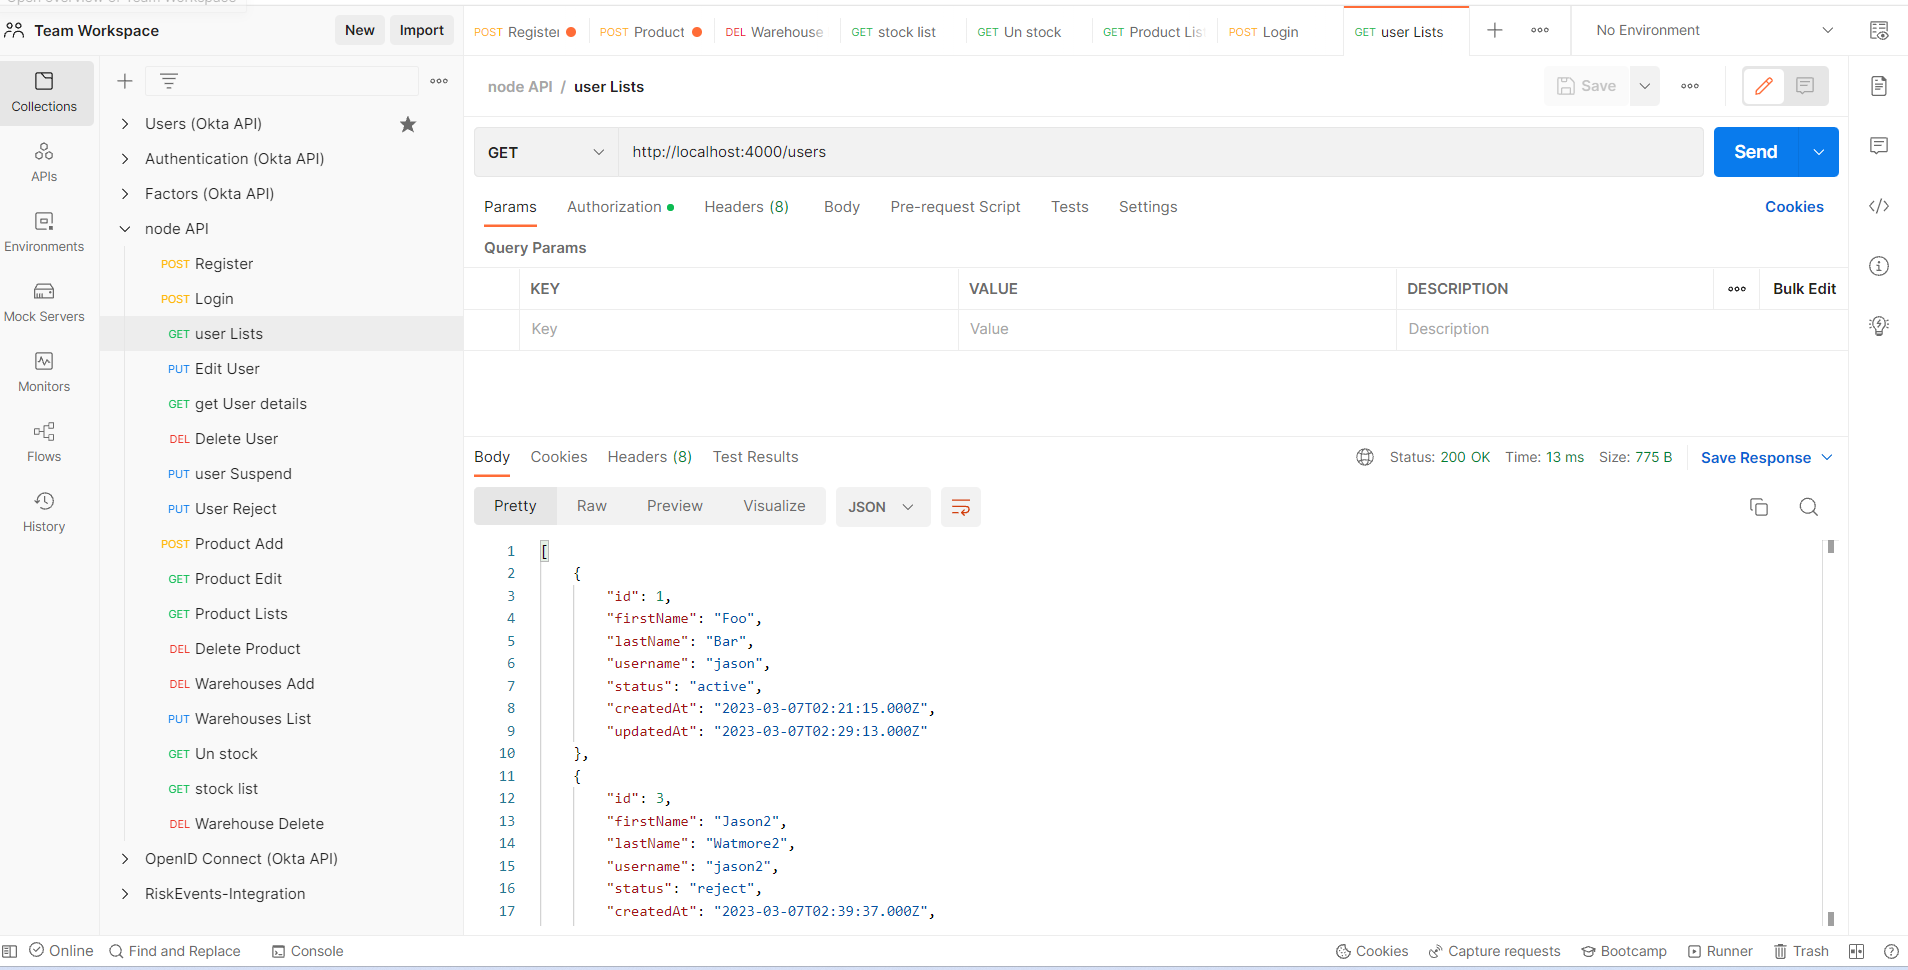 Open overview of Team Workspace
Team Workspace
New
Import
POST Register
POST Product
DEL Warehouse
GET stock list
GET Un stock
GET Product Lis
POST Login
GET user Lists
No Environment
Collections
APIs
Environments
Mock Servers
Monitors
Flows
History
Users (Okta API)
Authentication (Okta API)
Factors (Okta API)
node API
POST Register
POST Login
GET user Lists
PUT Edit User
GET get User details
DEL Delete User
PUT user Suspend
PUT User Reject
POST Product Add
GET Product Edit
GET Product Lists
DEL Delete Product
DEL Warehouses Add
PUT Warehouses List
GET Un stock
GET stock list
DEL Warehouse Delete
OpenID Connect (Okta API)
RiskEvents-Integration
node API / user Lists
Save
GET
http://localhost:4000/users
Send
Params
Authorization
Headers (8)
Body
Pre-request Script
Tests
Settings
Cookies
Query Params
KEY
VALUE
DESCRIPTION
Bulk Edit
Key
Value
Description
Body
Cookies
Headers (8)
Test Results
Status: 200 OK
Time: 13 ms
Size: 775 B
Save Response
Pretty
Raw
Preview
Visualize
JSON
1 [
2 {
3 "id": 1,
4 "firstName": "Foo",
5 "lastName": "Bar",
6 "username": "jason",
7 "status": "active",
8 "createdAt": "2023-03-07T02:21:15.000Z",
9 "updatedAt": "2023-03-07T02:29:13.000Z"
10 },
11 {
12 "id": 3,
13 "firstName": "Jason2",
14 "lastName": "Watmore2",
15 "username": "jason2",
16 "status": "reject",
17 "createdAt": "2023-03-07T02:39:37.000Z",
Online
Find and Replace
Console
Cookies
Capture requests
Bootcamp
Runner
Trash